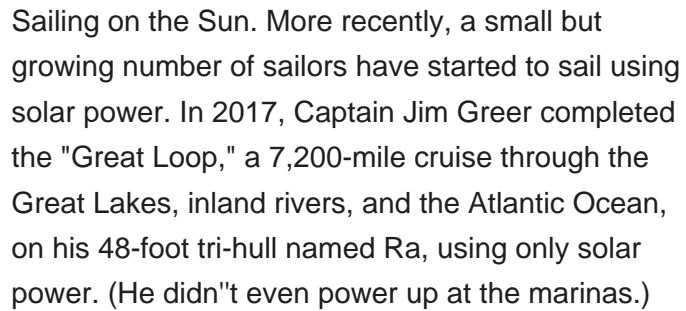 Sailing on the Sun. More recently, a small but
growing number of sailors have started to sail using
solar power. In 2017, Captain Jim Greer completed
the "Great Loop," a 7,200-mile cruise through the
Great Lakes, inland rivers, and the Atlantic Ocean,
on his 48-foot tri-hull named Ra, using only solar
power. (He didn''t even power up at the marinas.)